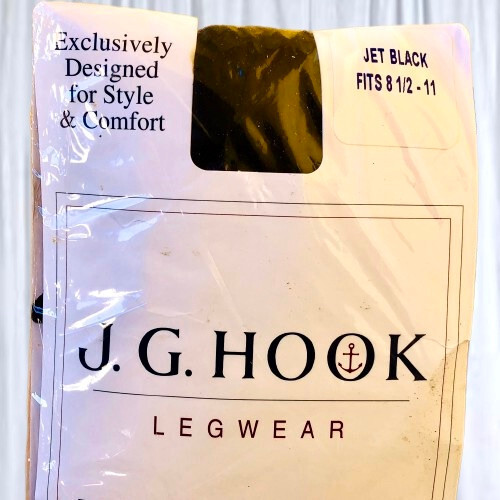 Exclusively
Designed
for Style
& Comfort
JET BLACK
FITS 8 1/2 - 11
J. G. HOOK
LEGWEAR